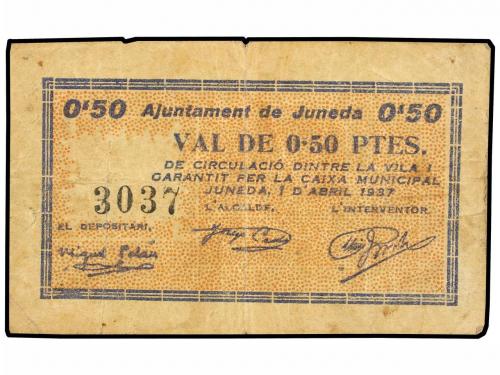 0'50 Ajuntament de Juneda 0'50
VAL DE 0·50 PTES.
DE CIRCULACIÓ DINTRE LA VILA I
GARANTIT PER LA CAIXA MUNICIPAL
JUNEDA, 1 D'ABRIL 1937
3037
L'ALCALDE, L'INTERVENTOR
EL DEPOSITARI,
Miquel